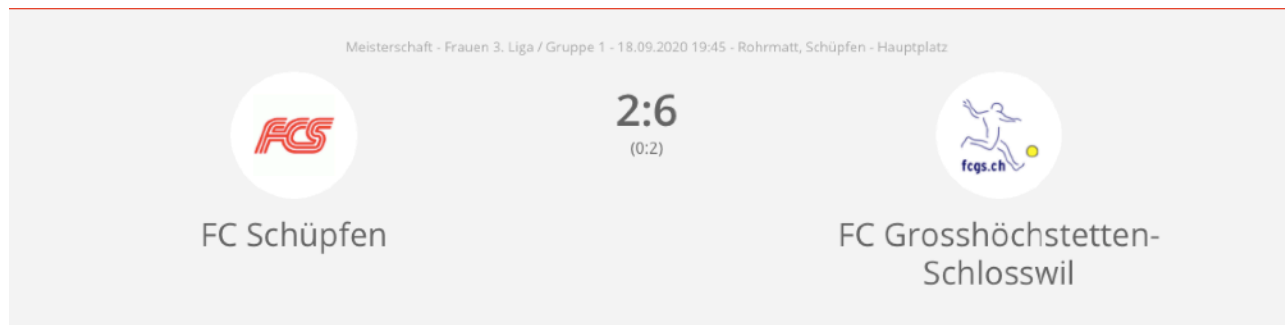 Meisterschaft - Frauen 3. Liga / Gruppe 1 - 18.09.2020 19:45 - Rohrmatt, Schüpfen - Hauptplatz
FCS
2:6
(0:2)
fcgs.ch
FC Schüpfen
FC Grosshöchstetten-
Schlosswil